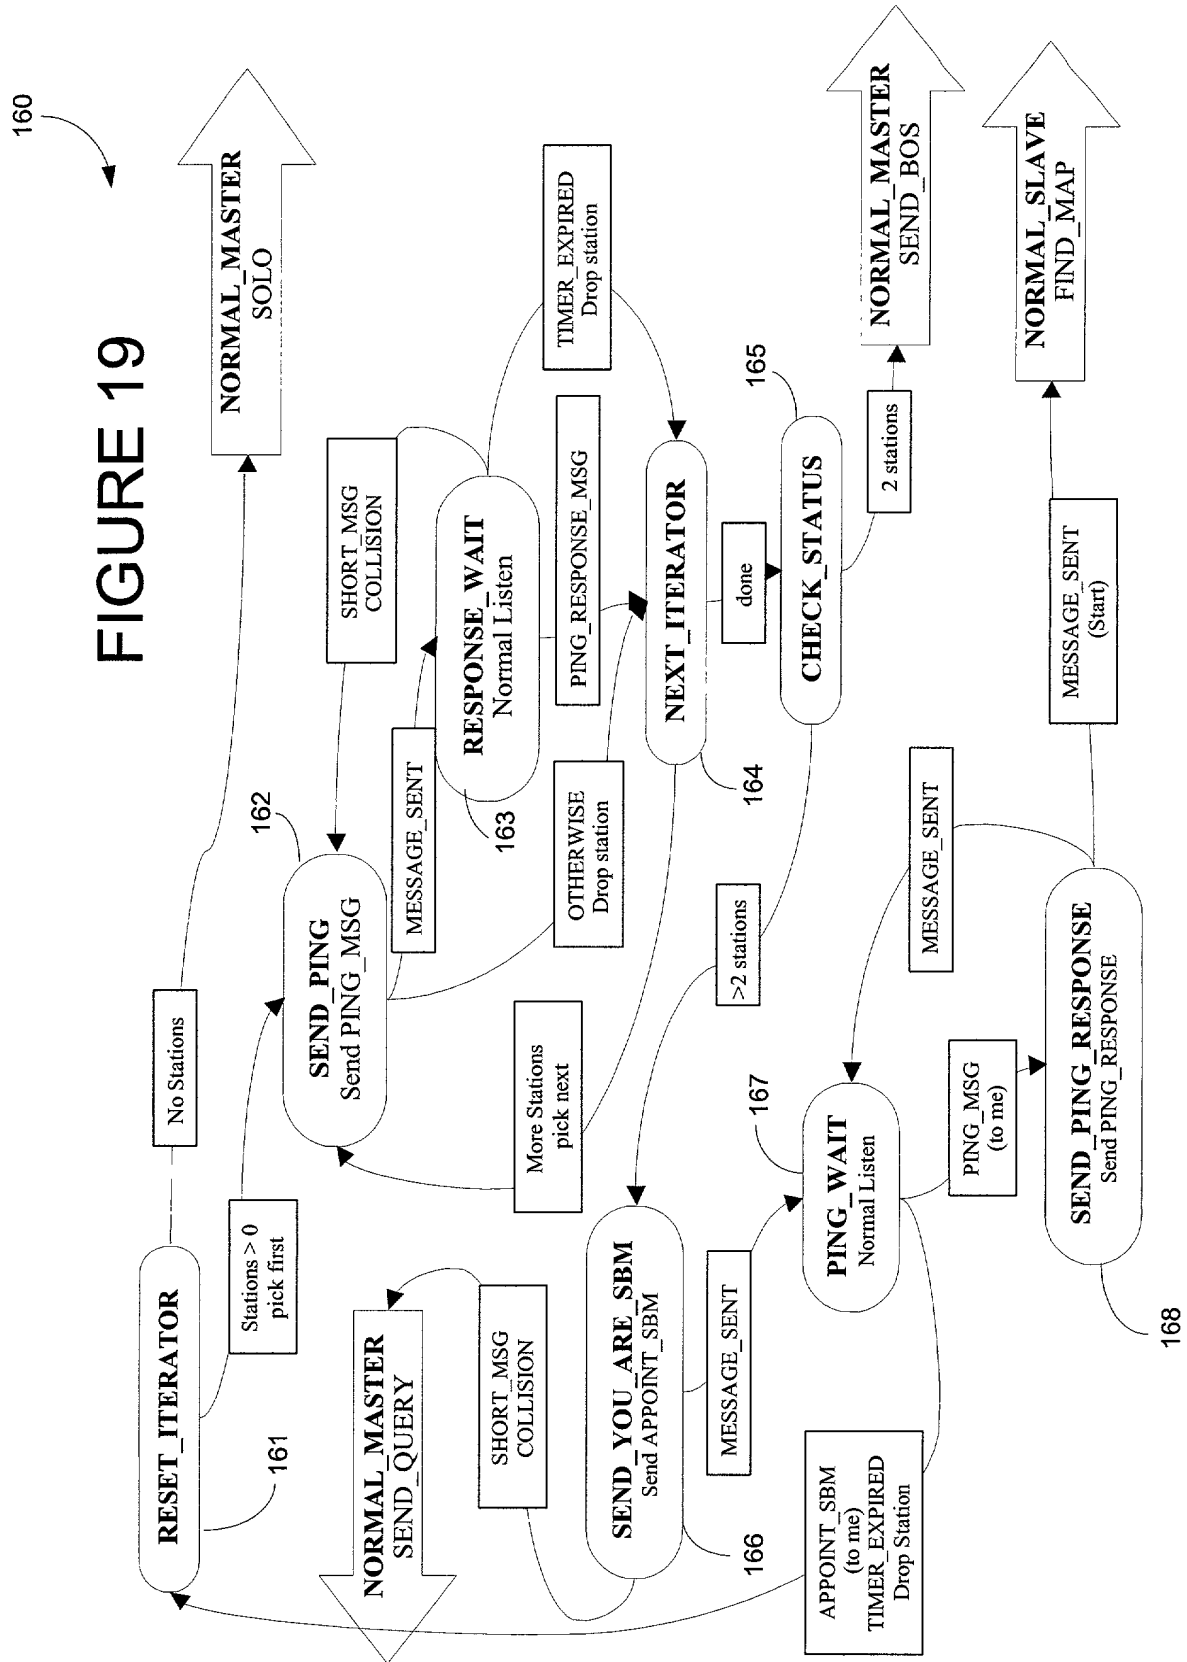 FIGURE 19
160
RESET_ITERATOR
161
No Stations
NORMAL_MASTER
SOLO
Stations > 0
pick first
SEND_PING
Send PING_MSG
162
SHORT_MSG
COLLISION
MESSAGE_SENT
RESPONSE_WAIT
Normal Listen
163
TIMER_EXPIRED
Drop station
PING_RESPONSE_MSG
OTHERWISE
Drop station
More Stations
pick next
NEXT_ITERATOR
164
done
CHECK_STATUS
165
2 stations
NORMAL_MASTER
SEND_BOS
>2 stations
NORMAL_MASTER
SEND_QUERY
SHORT_MSG
COLLISION
SEND_YOU_ARE_SBM
Send APPOINT_SBM
166
MESSAGE_SENT
PING_WAIT
Normal Listen
167
MESSAGE_SENT
PING_MSG
(to me)
APPOINT_SBM
(to me)
TIMER_EXPIRED
Drop Station
SEND_PING_RESPONSE
Send PING_RESPONSE
168
MESSAGE_SENT
(Start)
NORMAL_SLAVE
FIND_MAP